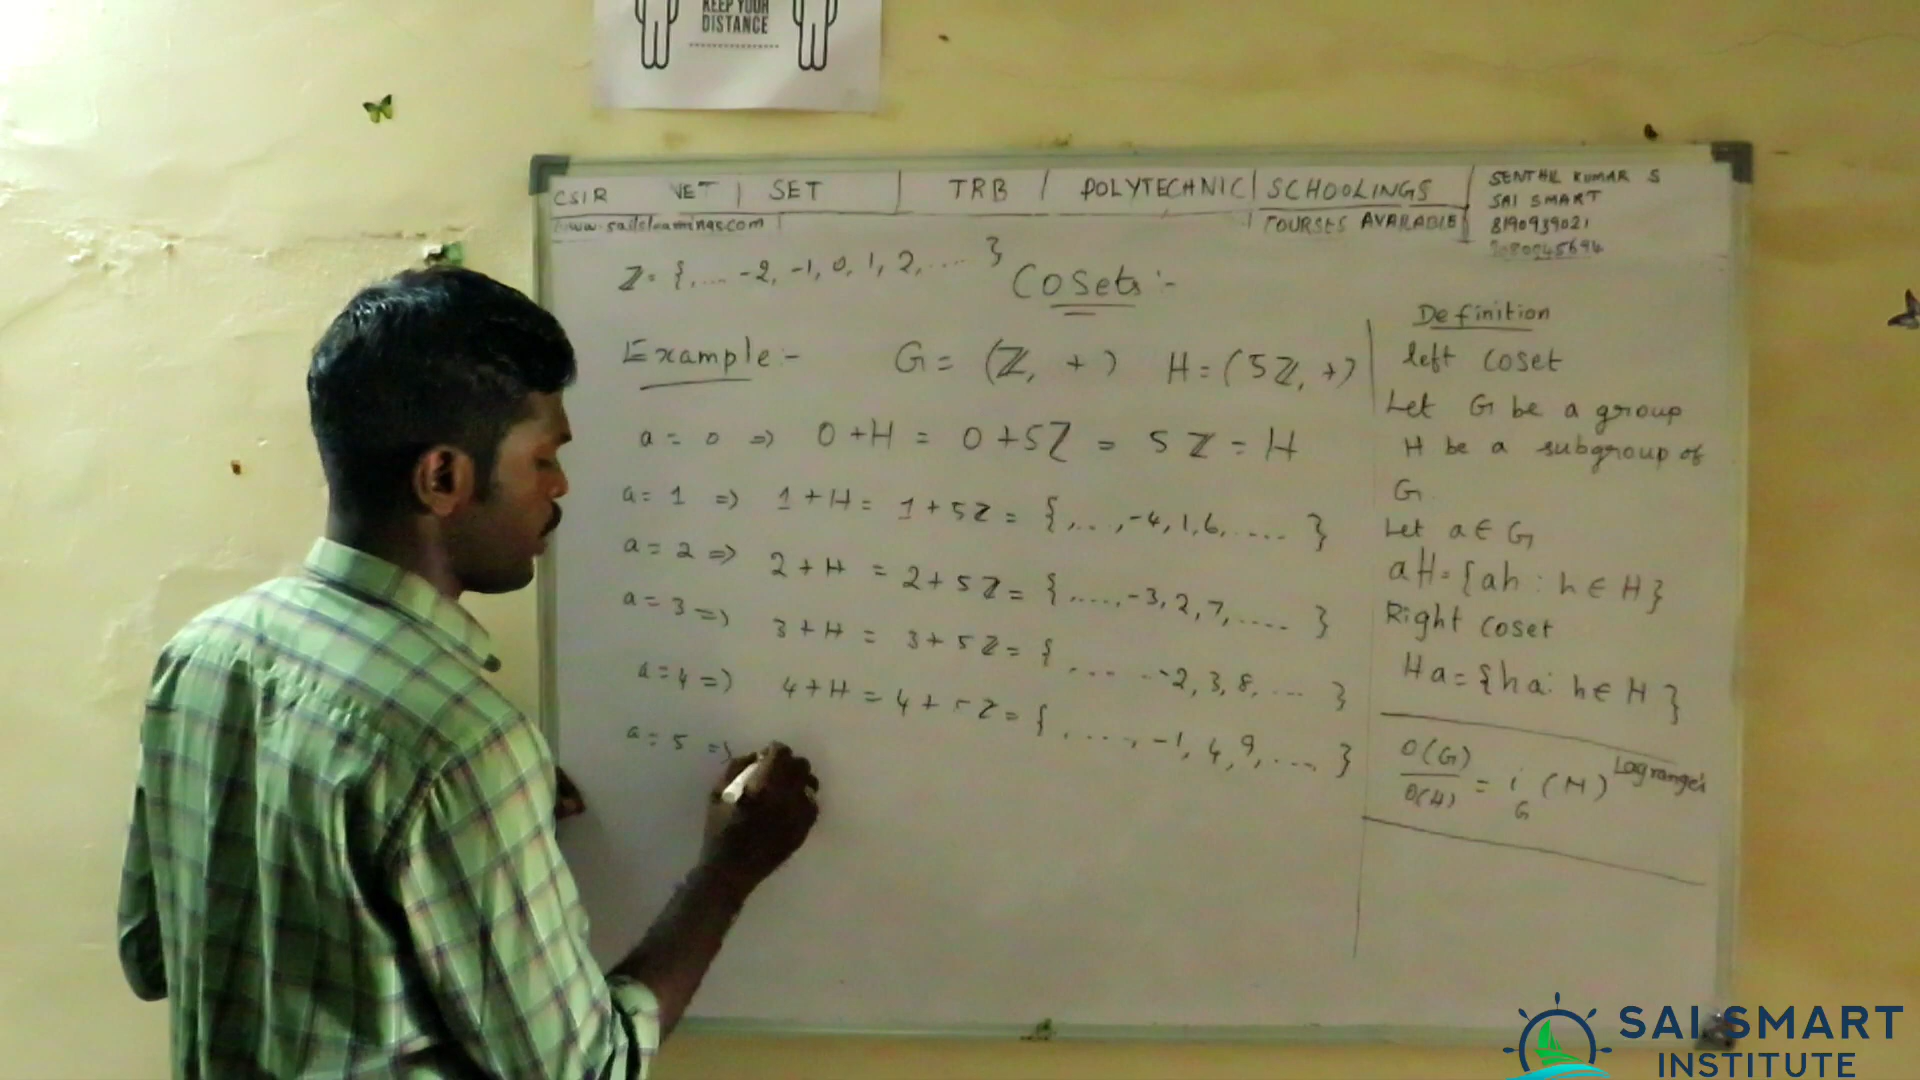 KEEP YOUR
DISTANCE
CSIR NET | SET | TRB | POLYTECHNIC | SCHOOLINGS
COURSES AVAILABLE
SENTHIL KUMAR S
SAI SMART
8190939021
Z = {, .... -2, -1, 0, 1, 2, .... }
Cosets :-
Example :- G = (Z, +) H = (5Z, +)
a = 0 => 0 + H = 0 + 5Z = 5Z = H
a = 1 => 1 + H = 1 + 5Z = { , ..., -4, 1, 6, ..... }
a = 2 => 2 + H = 2 + 5Z = { , ...., -3, 2, 7, ..... }
a = 3 => 3 + H = 3 + 5Z = { , .... -2, 3, 8, .... }
a = 4 => 4 + H = 4 + 5Z = { , ...., -1, 4, 9, .... }
a = 5 =>
Definition
left coset
Let G be a group
H be a subgroup of
G.
Let a ∈ G
aH = {ah : h ∈ H}
Right coset
Ha = {ha : h ∈ H}
O(G)
O(H) = i (H) Lagrange's
G
SAI SMART
INSTITUTE